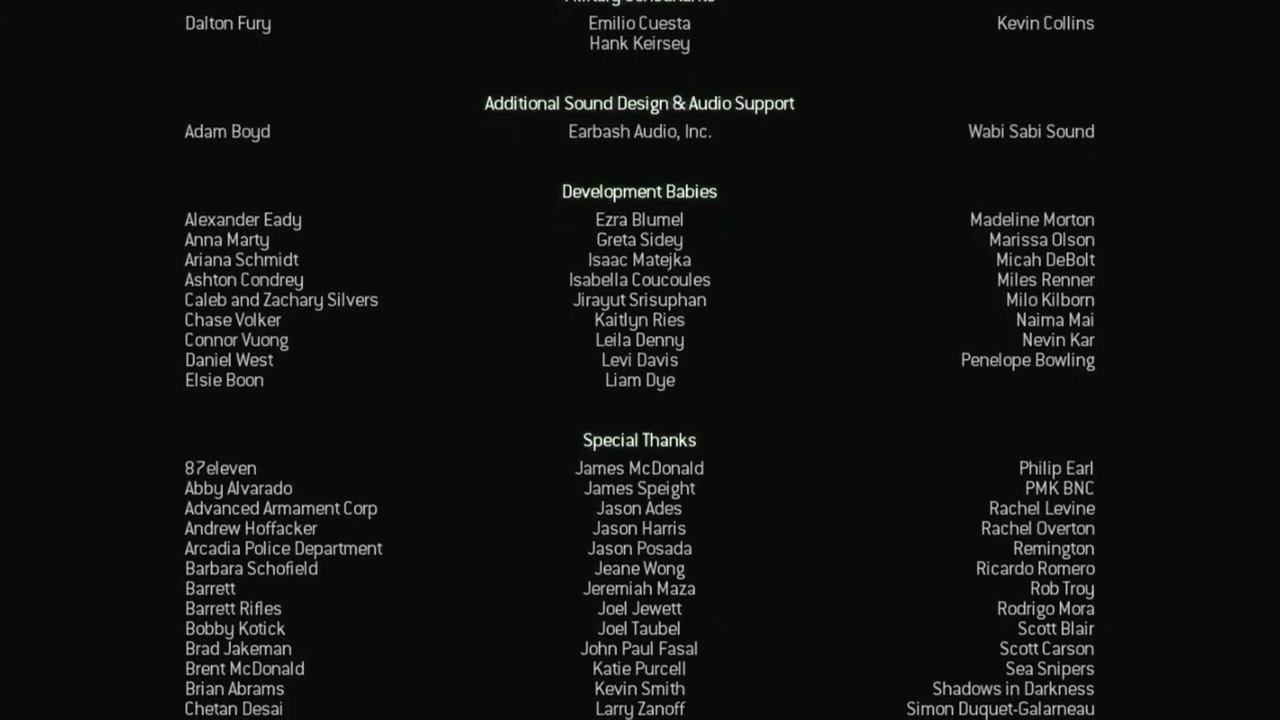 Dalton Fury Emilio Cuesta Kevin Collins
Hank Keirsey
Additional Sound Design & Audio Support
Adam Boyd Earbash Audio, Inc. Wabi Sabi Sound
Development Babies
Alexander Eady Ezra Blumel Madeline Morton
Anna Marty Greta Sidey Marissa Olson
Ariana Schmidt Isaac Matejka Micah DeBolt
Ashton Condrey Isabella Coucoules Miles Renner
Caleb and Zachary Silvers Jirayut Srisuphan Milo Kilborn
Chase Volker Kaitlyn Ries Naima Mai
Connor Vuong Leila Denny Nevin Kar
Daniel West Levi Davis Penelope Bowling
Elsie Boon Liam Dye
Special Thanks
87eleven James McDonald Philip Earl
Abby Alvarado James Speight PMK BNC
Advanced Armament Corp Jason Ades Rachel Levine
Andrew Hoffacker Jason Harris Rachel Overton
Arcadia Police Department Jason Posada Remington
Barbara Schofield Jeane Wong Ricardo Romero
Barrett Jeremiah Maza Rob Troy
Barrett Rifles Joel Jewett Rodrigo Mora
Bobby Kotick Joel Taubel Scott Blair
Brad Jakeman John Paul Fasal Scott Carson
Brent McDonald Katie Purcell Sea Snipers
Brian Abrams Kevin Smith Shadows in Darkness
Chetan Desai Larry Zanoff Simon Duquet-Galarneau